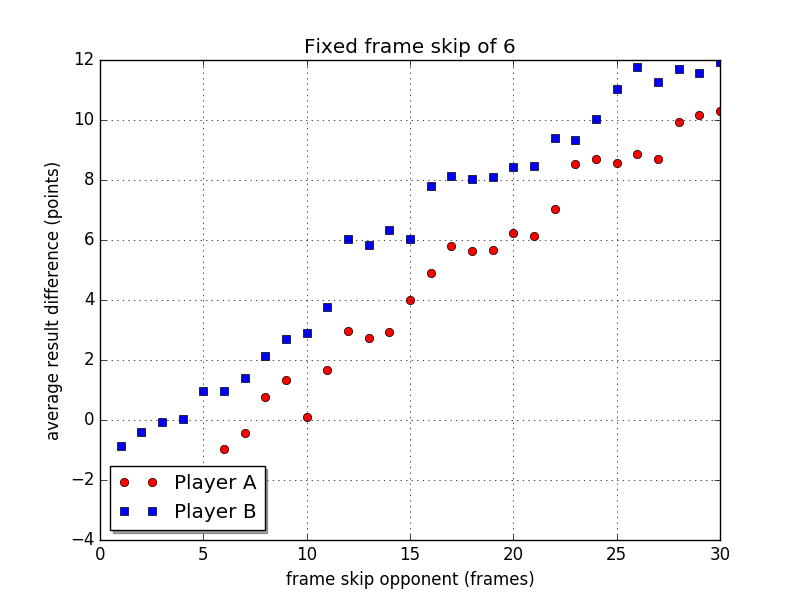 Fixed frame skip of 6
average result difference (points)
12
10
8
6
4
2
0
−2
−4
Player A
Player B
0 5 10 15 20 25 30
frame skip opponent (frames)